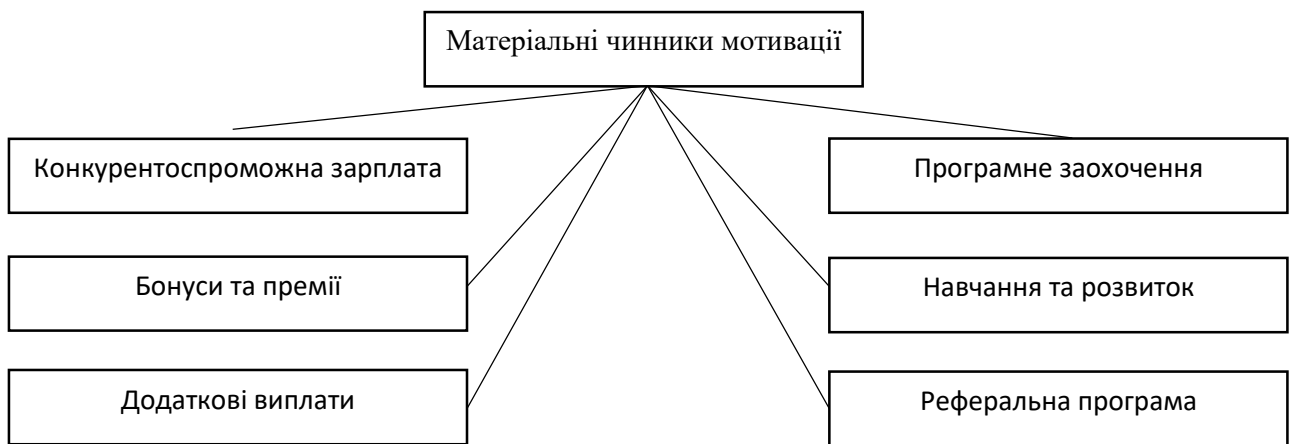 Матеріальні чинники мотивації
Конкурентоспроможна зарплата
Програмне заохочення
Бонуси та премії
Навчання та розвиток
Додаткові виплати
Реферальна програма